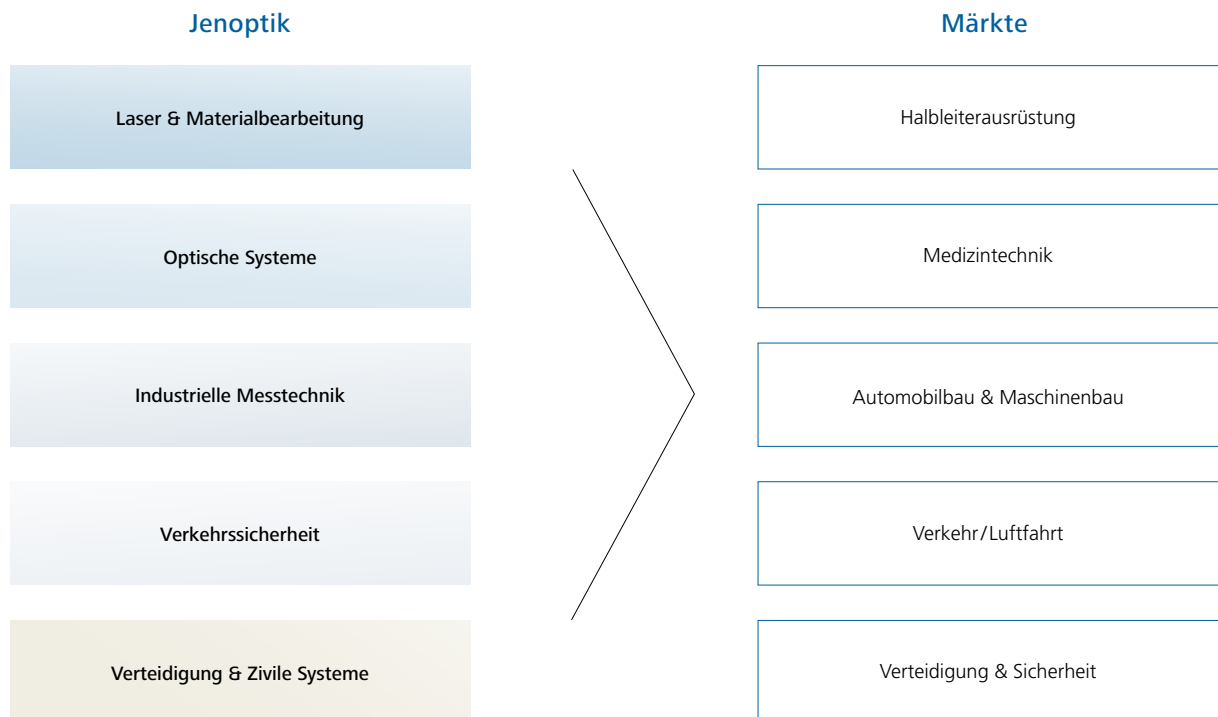 Jenoptik
Märkte
Laser & Materialbearbeitung
Halbleiterausrüstung
Optische Systeme
Medizintechnik
Industrielle Messtechnik
Automobilbau & Maschinenbau
Verkehrssicherheit
Verkehr/Luftfahrt
Verteidigung & Zivile Systeme
Verteidigung & Sicherheit